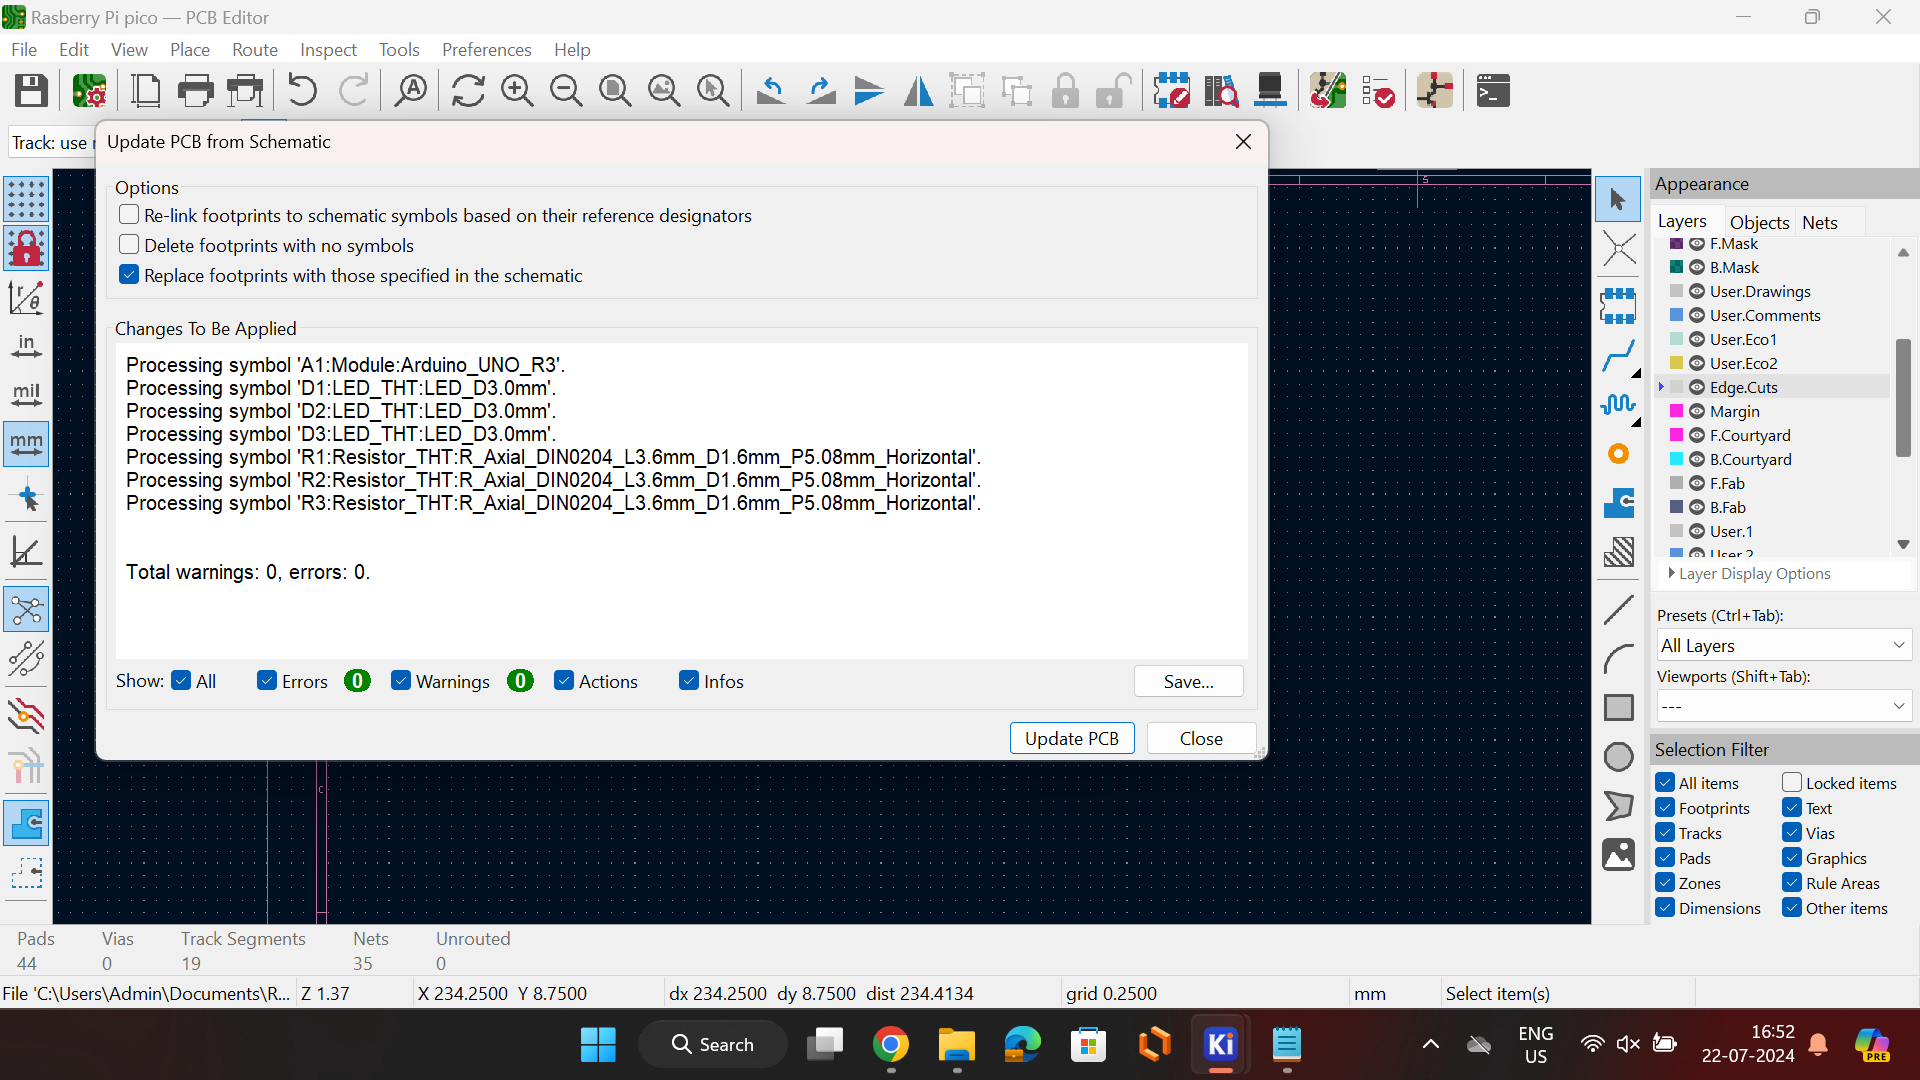 Rasberry Pi pico — PCB Editor
File Edit View Place Route Inspect Tools Preferences Help
Track: use
Update PCB from Schematic
Options
Re-link footprints to schematic symbols based on their reference designators
Delete footprints with no symbols
Replace footprints with those specified in the schematic
Changes To Be Applied
Processing symbol 'A1:Module:Arduino_UNO_R3'.
Processing symbol 'D1:LED_THT:LED_D3.0mm'.
Processing symbol 'D2:LED_THT:LED_D3.0mm'.
Processing symbol 'D3:LED_THT:LED_D3.0mm'.
Processing symbol 'R1:Resistor_THT:R_Axial_DIN0204_L3.6mm_D1.6mm_P5.08mm_Horizontal'.
Processing symbol 'R2:Resistor_THT:R_Axial_DIN0204_L3.6mm_D1.6mm_P5.08mm_Horizontal'.
Processing symbol 'R3:Resistor_THT:R_Axial_DIN0204_L3.6mm_D1.6mm_P5.08mm_Horizontal'.
Total warnings: 0, errors: 0.
Show: All Errors 0 Warnings 0 Actions Infos Save...
Update PCB Close
in
mil
mm
5
C
Appearance
Layers Objects Nets
F.Mask
B.Mask
User.Drawings
User.Comments
User.Eco1
User.Eco2
Edge.Cuts
Margin
F.Courtyard
B.Courtyard
F.Fab
B.Fab
User.1
User.2
Layer Display Options
Presets (Ctrl+Tab):
All Layers
Viewports (Shift+Tab):
---
Selection Filter
All items Locked items
Footprints Text
Tracks Vias
Pads Graphics
Zones Rule Areas
Dimensions Other items
Pads Vias Track Segments Nets Unrouted
44 0 19 35 0
File 'C:\Users\Admin\Documents\R... Z 1.37 X 234.2500 Y 8.7500 dx 234.2500 dy 8.7500 dist 234.4134 grid 0.2500 mm Select item(s)
Search
Ki
ENG
US
16:52
22-07-2024
PRE